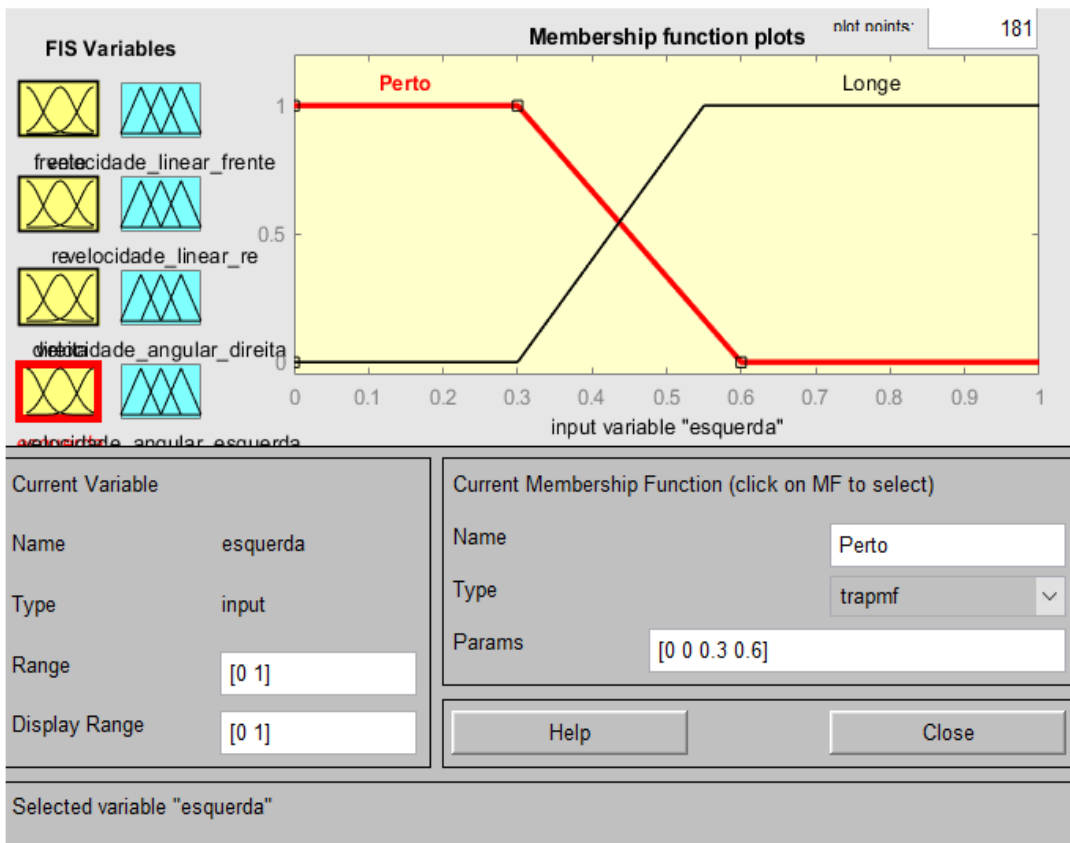 FIS Variables
Membership function plots
plot points:
181
frente
velocidade_linear_frente
re
velocidade_linear_re
direita
velocidade_angular_direita
esquerda
velocidade_angular_esquerda
Perto
Longe
1
0.5
0
0 0.1 0.2 0.3 0.4 0.5 0.6 0.7 0.8 0.9 1
input variable "esquerda"
Current Variable
Name esquerda
Type input
Range [0 1]
Display Range [0 1]
Current Membership Function (click on MF to select)
Name Perto
Type trapmf
Params [0 0 0.3 0.6]
Help Close
Selected variable "esquerda"